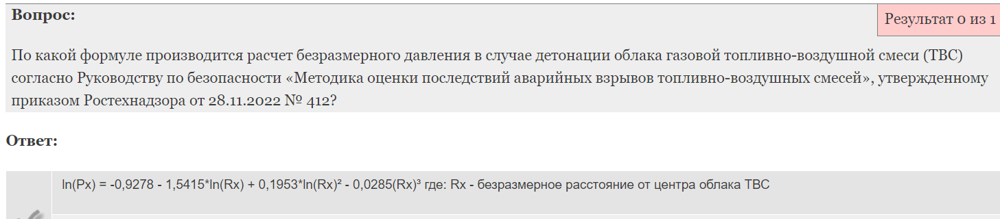 Вопрос:
Результат 0 из 1
По какой формуле производится расчет безразмерного давления в случае детонации облака газовой топливно-воздушной смеси (ТВС)
согласно Руководству по безопасности «Методика оценки последствий аварийных взрывов топливно-воздушных смесей», утвержденному
приказом Ростехнадзора от 28.11.2022 № 412?
Ответ:
ln(Px) = -0,9278 - 1,5415*ln(Rx) + 0,1953*ln(Rx)² - 0,0285(Rx)³ где: Rx - безразмерное расстояние от центра облака ТВС